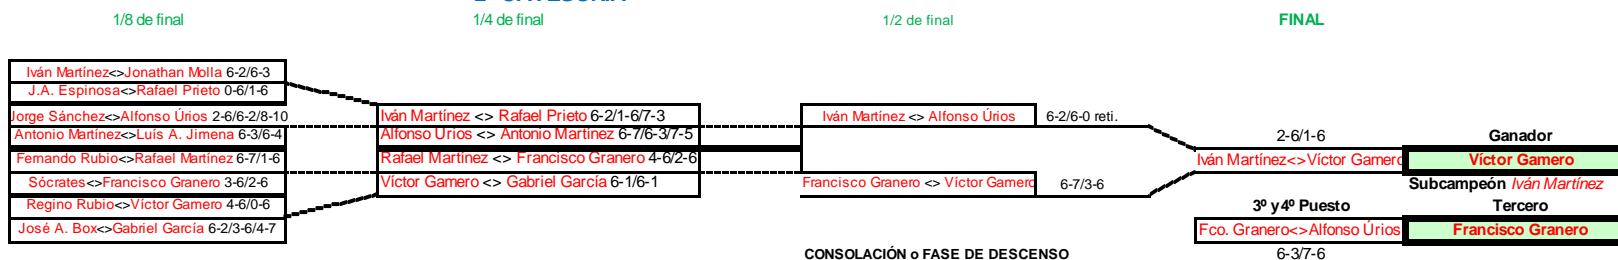 1/8 de final
1/4 de final
1/2 de final
FINAL
Iván Martínez<>Jonathan Molla 6-2/6-3
J.A. Espinosa<>Rafael Prieto 0-6/1-6
Jorge Sánchez<>Alfonso Úrios 2-6/6-2/8-10
Antonio Martínez<>Luís A. Jimena 6-3/6-4
Fernando Rubio<>Rafael Martínez 6-7/1-6
Sócrates<>Francisco Granero 3-6/2-6
Regino Rubio<>Víctor Gamero 4-6/0-6
José A. Box<>Gabriel García 6-2/3-6/4-7
Iván Martínez <> Rafael Prieto 6-2/1-6/7-3
Alfonso Úrios <> Antonio Martínez 6-7/6-3/7-5
Rafael Martínez <> Francisco Granero 4-6/2-6
Víctor Gamero <> Gabriel García 6-1/6-1
Iván Martínez <> Alfonso Úrios 6-2/6-0 reti.
Francisco Granero <> Víctor Gamero 6-7/3-6
2-6/1-6
Ganador
Iván Martínez<>Víctor Gamero
Víctor Gamero
Subcampeón Iván Martínez
3º y 4º Puesto
Tercero
Fco. Granero<>Alfonso Úrios
Francisco Granero
6-3/7-6
CONSOLACIÓN o FASE DE DESCENSO